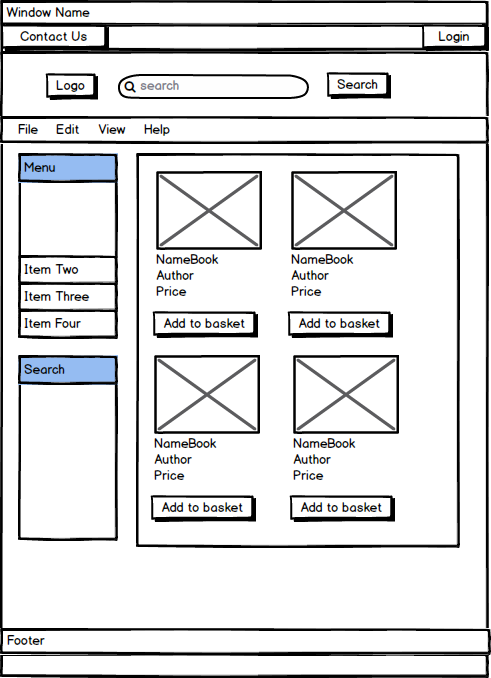 Window Name
Contact Us
Login
Logo
search
Search
File Edit View Help
Menu
Item Two
Item Three
Item Four
Search
NameBook
Author
Price
Add to basket
NameBook
Author
Price
Add to basket
NameBook
Author
Price
Add to basket
NameBook
Author
Price
Add to basket
Footer